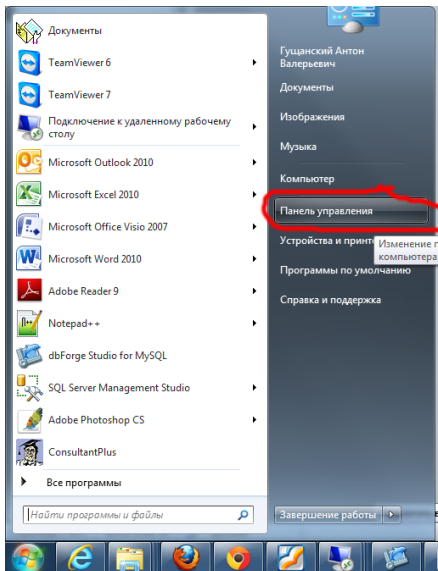 Документы
TeamViewer 6
TeamViewer 7
Подключение к удаленному рабочему
столу
Microsoft Outlook 2010
Microsoft Excel 2010
Microsoft Office Visio 2007
Microsoft Word 2010
Adobe Reader 9
Notepad++
dbForge Studio for MySQL
SQL Server Management Studio
Adobe Photoshop CS
ConsultantPlus
Все программы
Найти программы и файлы
Гущанский Антон
Валерьевич
Документы
Изображения
Музыка
Компьютер
Панель управления
Устройства и
Изменение
компьютера
Программы по умолчанию
Справка и поддержка
Завершение работы